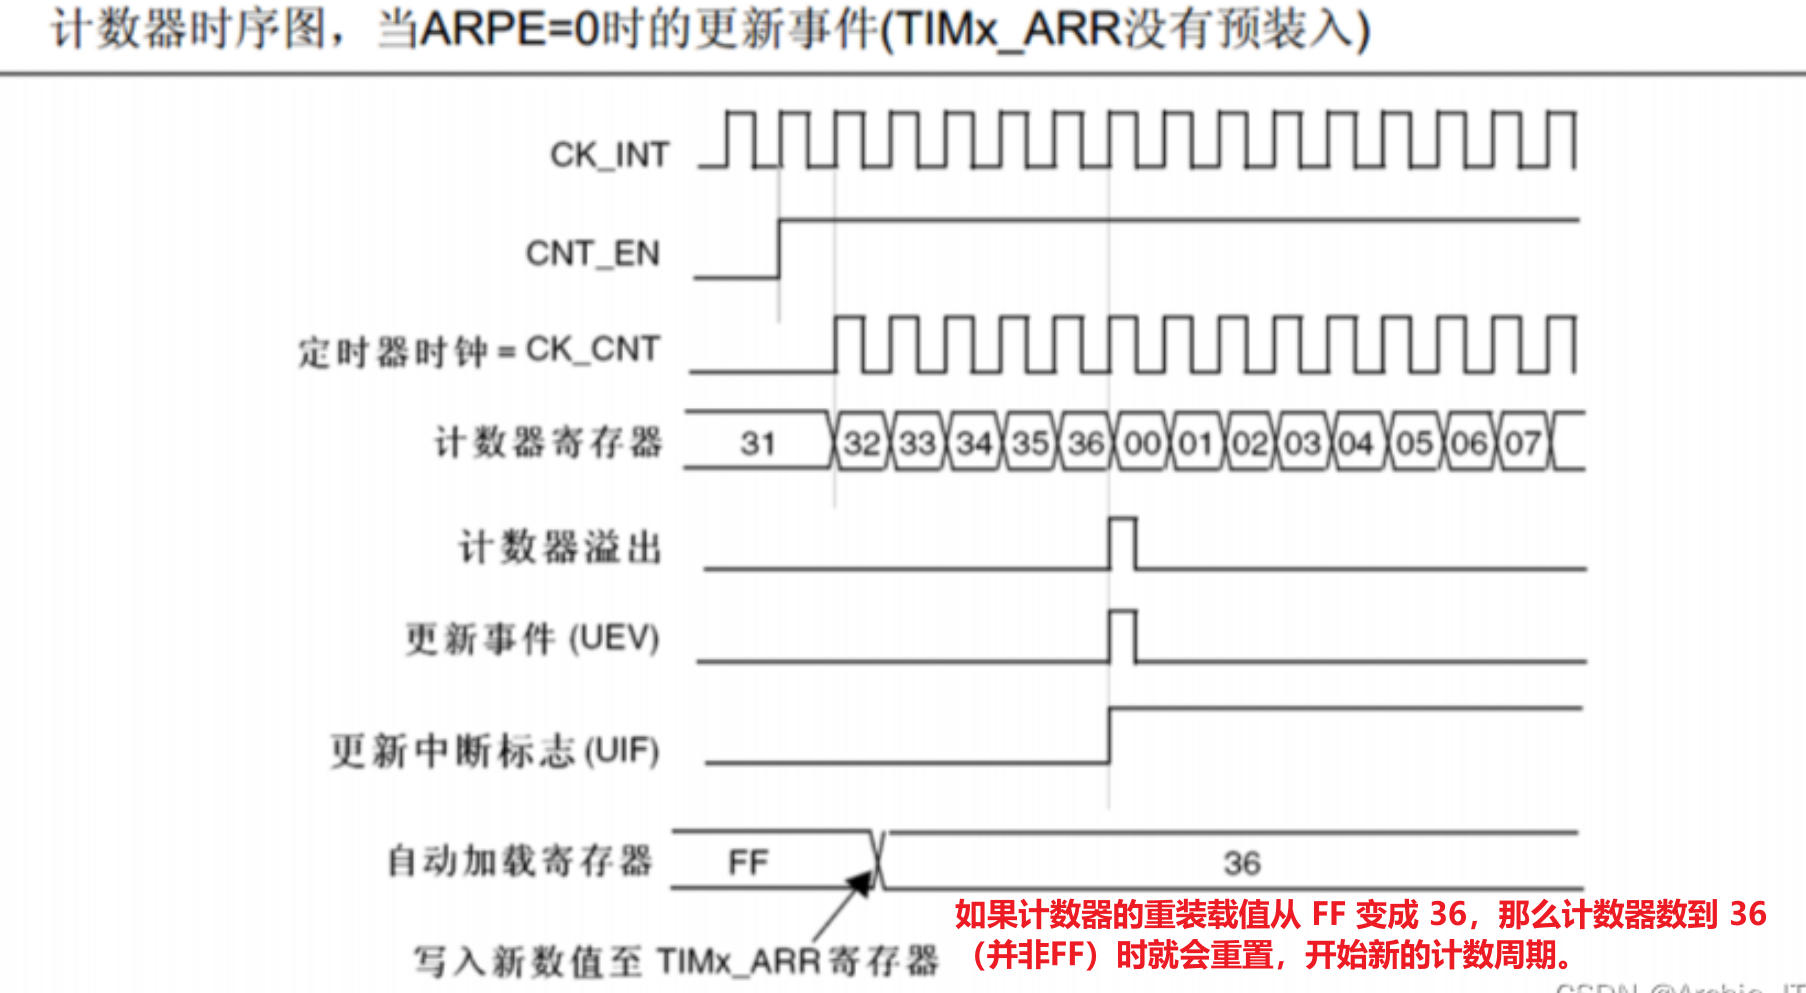 计数器时序图，当ARPE=0时的更新事件(TIMx_ARR没有预装入)
CK_INT
CNT_EN
定时器时钟 = CK_CNT
计数器寄存器 31 32 33 34 35 36 00 01 02 03 04 05 06 07
计数器溢出
更新事件 (UEV)
更新中断标志 (UIF)
自动加载寄存器 FF 36
写入新数值至 TIMx_ARR 寄存器
如果计数器的重装载值从 FF 变成 36，那么计数器数到 36
（并非FF）时就会重置，开始新的计数周期。